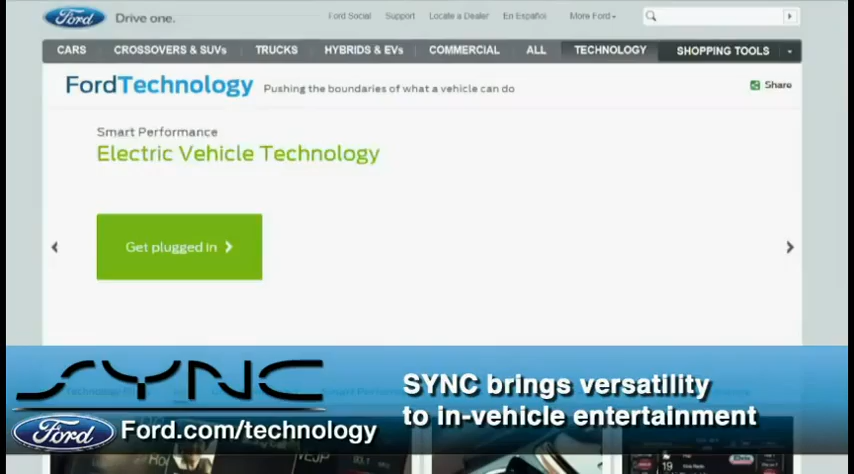 Ford Drive one. Ford Social Support Locate a Dealer En Español More Ford
CARS CROSSOVERS & SUVs TRUCKS HYBRIDS & EVs COMMERCIAL ALL TECHNOLOGY SHOPPING TOOLS
FordTechnology Pushing the boundaries of what a vehicle can do Share
Smart Performance
Electric Vehicle Technology
Get plugged in
SYNC
SYNC brings versatility
to in-vehicle entertainment
Ford Ford.com/technology
19